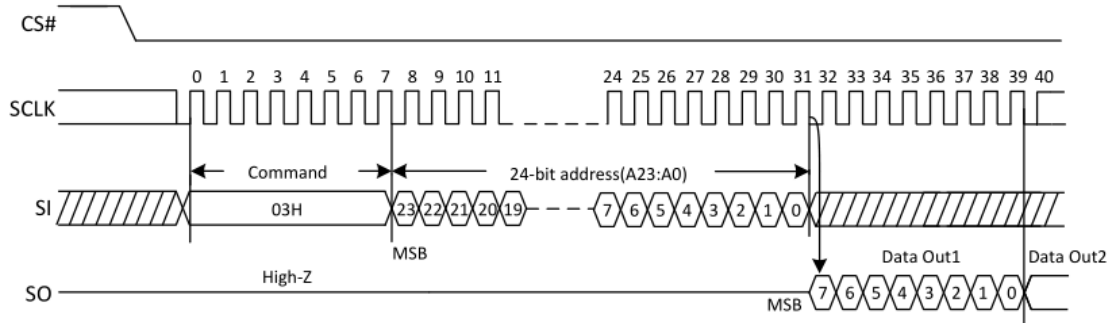 CS#
0 1 2 3 4 5 6 7 8 9 10 11 24 25 26 27 28 29 30 31 32 33 34 35 36 37 38 39 40
SCLK
Command 24-bit address(A23:A0)
SI 03H 23 22 21 20 19 7 6 5 4 3 2 1 0
MSB Data Out1 Data Out2
High-Z
SO 7 6 5 4 3 2 1 0
MSB